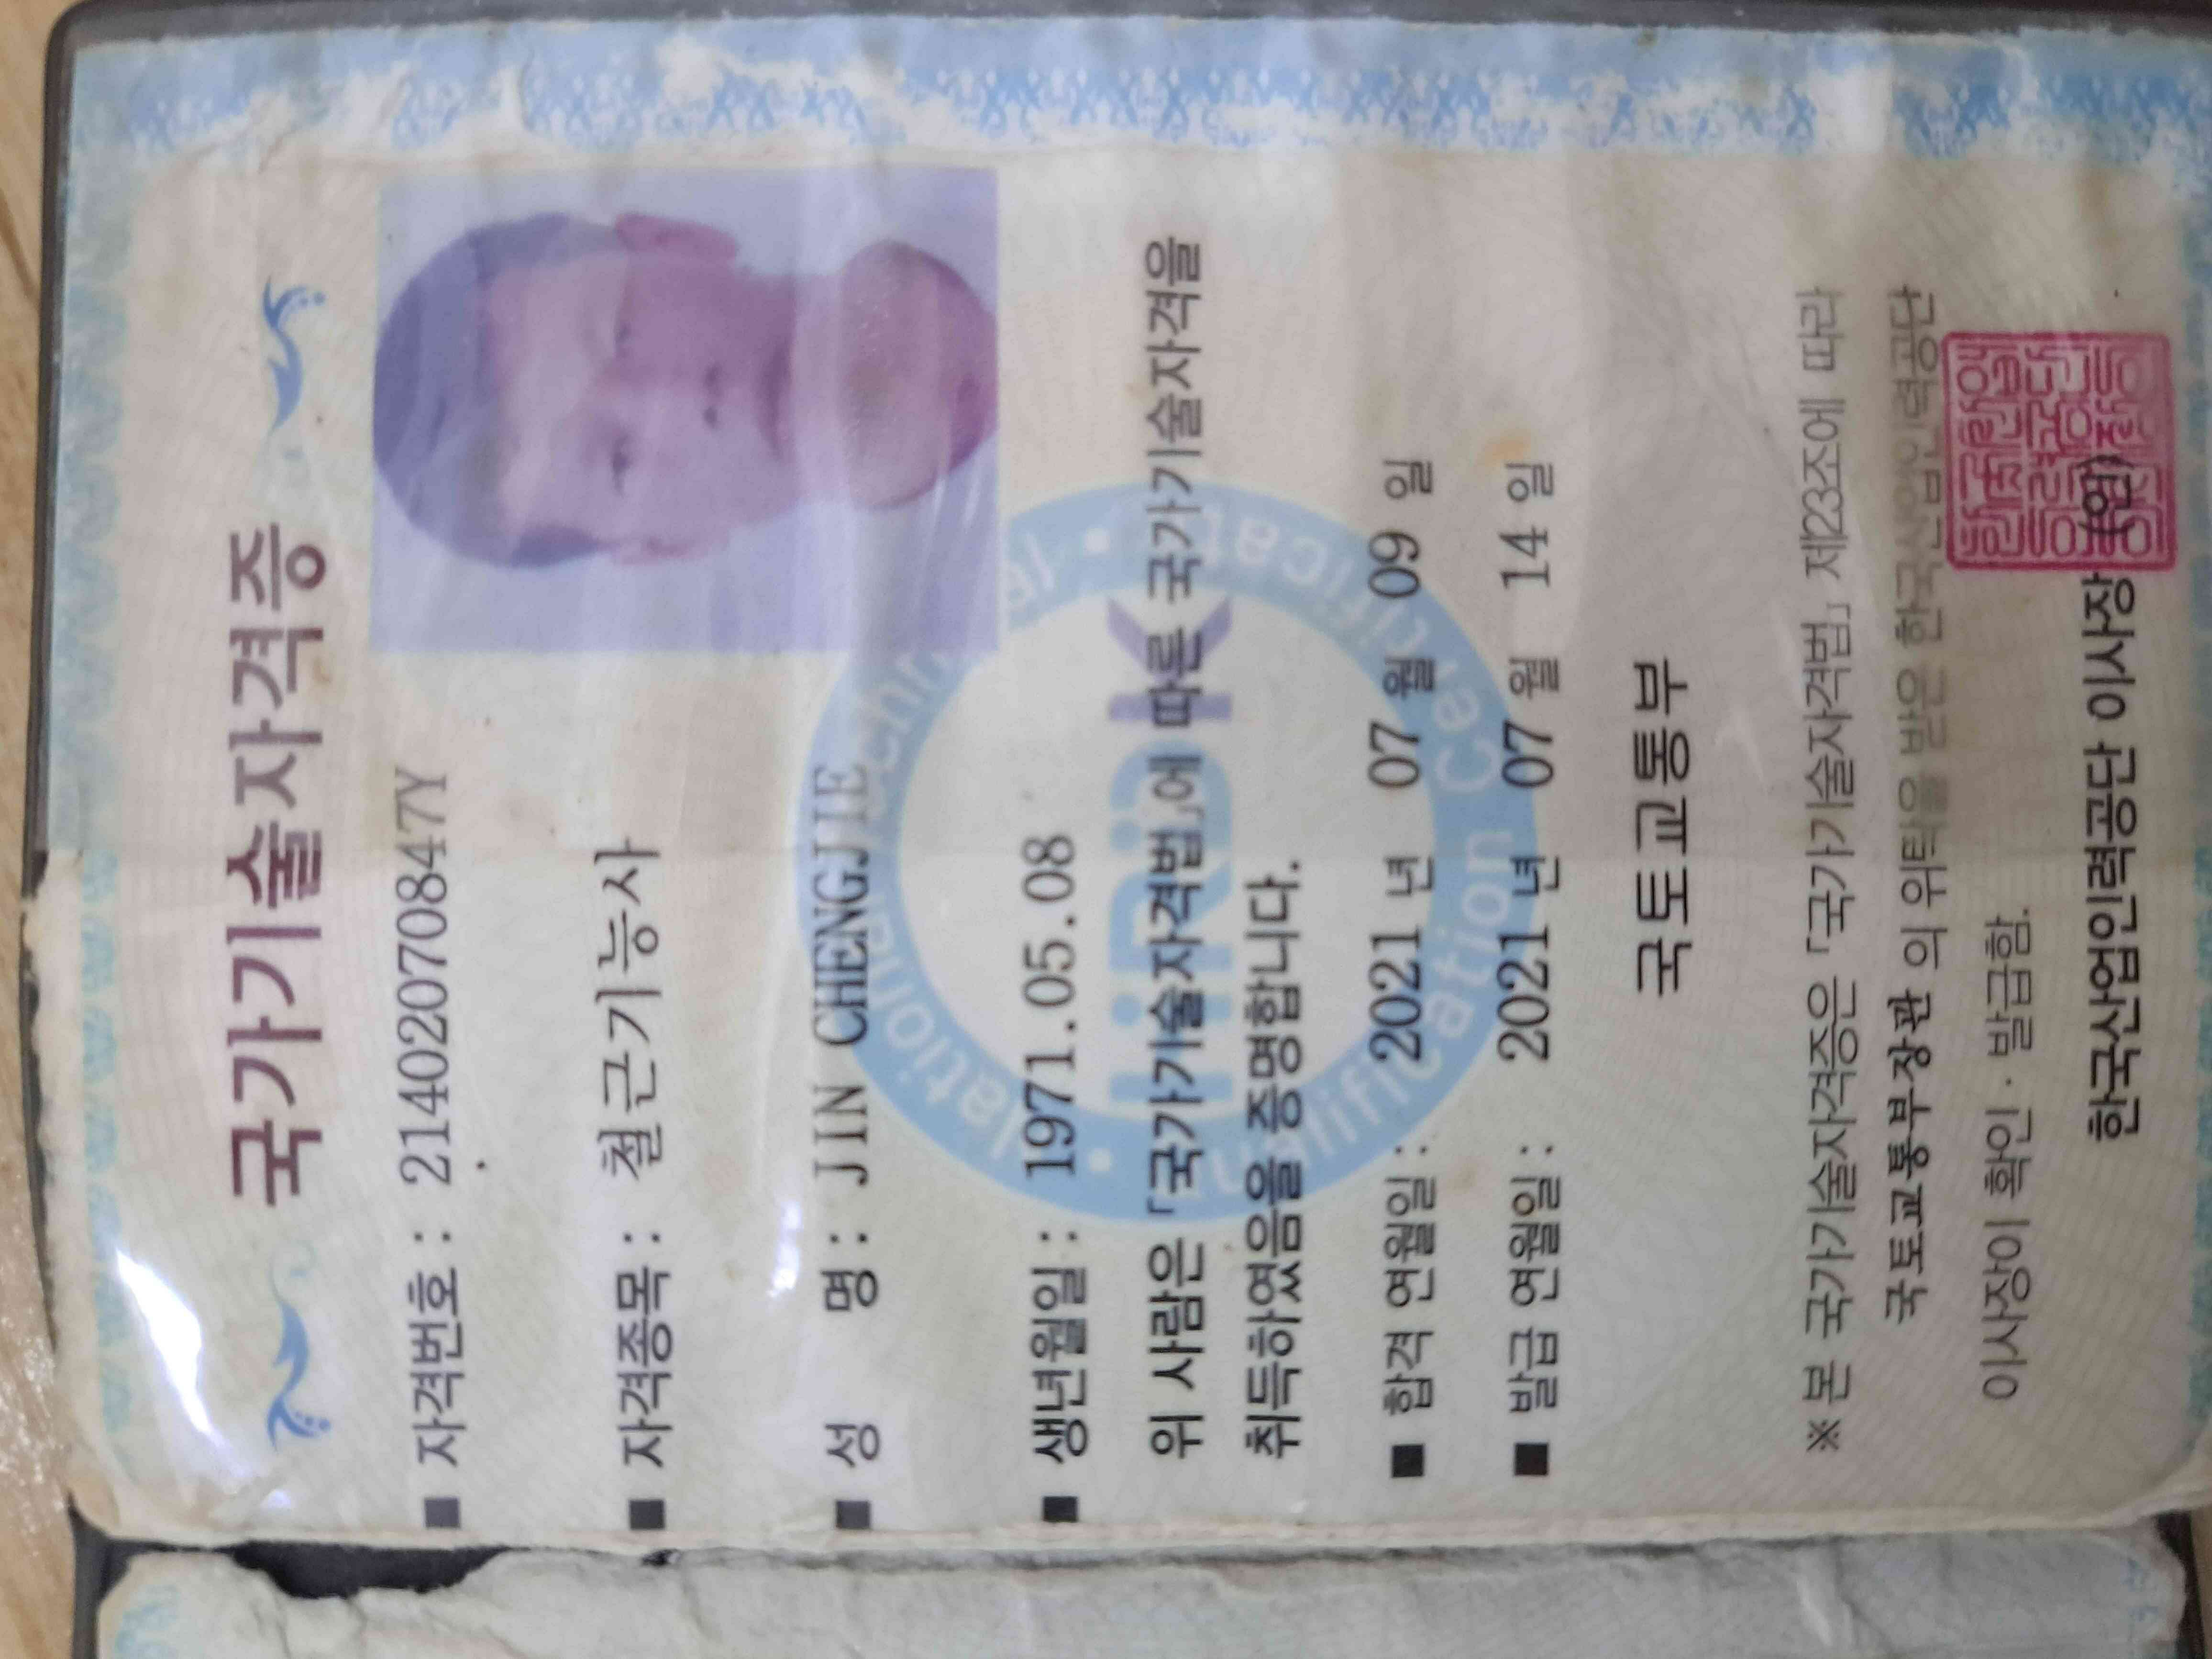 국가기술자격증
■ 자격번호 : 21402070847Y
■ 자격종목 : 철근기능사
■ 성 명 : JIN CHENGJIE
■ 생년월일 : 1971.05.08
위 사람은 「국가기술자격법」에 따른 국가기술자격을
취득하였음을 증명합니다.
■ 합격 연월일 : 2021 년 07 월 09 일
■ 발급 연월일 : 2021 년 07 월 14 일
국토교통부
※ 본 국가기술자격증은 「국가기술자격법」 제23조에 따라
국토교통부장관 의 위탁을 받은 한국산업인력공단
이사장이 확인 · 발급함.
한국산업인력공단 이사장 (인)